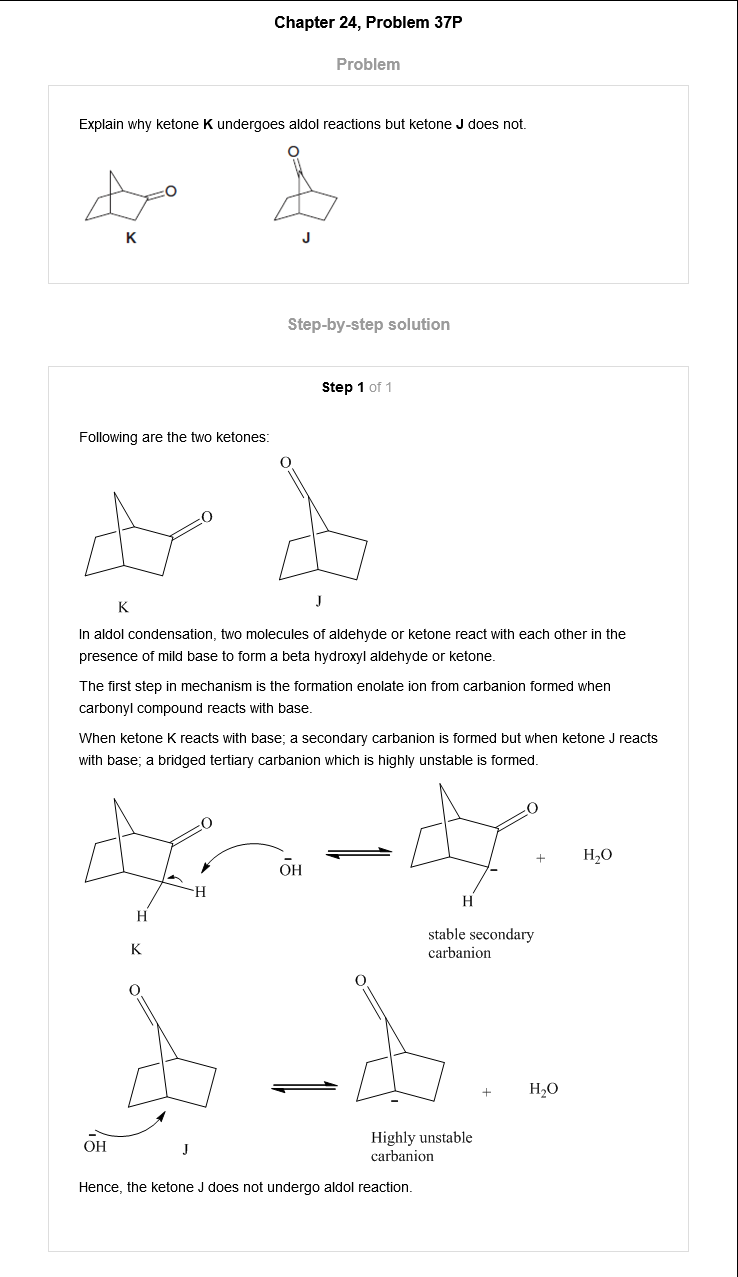 Chapter 24, Problem 37P
Problem
Explain why ketone K undergoes aldol reactions but ketone J does not.
O
O
K
J
Step-by-step solution
Step 1 of 1
Following are the two ketones:
O
O
K
J
In aldol condensation, two molecules of aldehyde or ketone react with each other in the
presence of mild base to form a beta hydroxyl aldehyde or ketone.
The first step in mechanism is the formation enolate ion from carbanion formed when
carbonyl compound reacts with base.
When ketone K reacts with base; a secondary carbanion is formed but when ketone J reacts
with base; a bridged tertiary carbanion which is highly unstable is formed.
O
O
ŌH
+
H₂O
H
-
H
H
K
stable secondary
carbanion
O
O
+
H₂O
-
ŌH
J
Highly unstable
carbanion
Hence, the ketone J does not undergo aldol reaction.